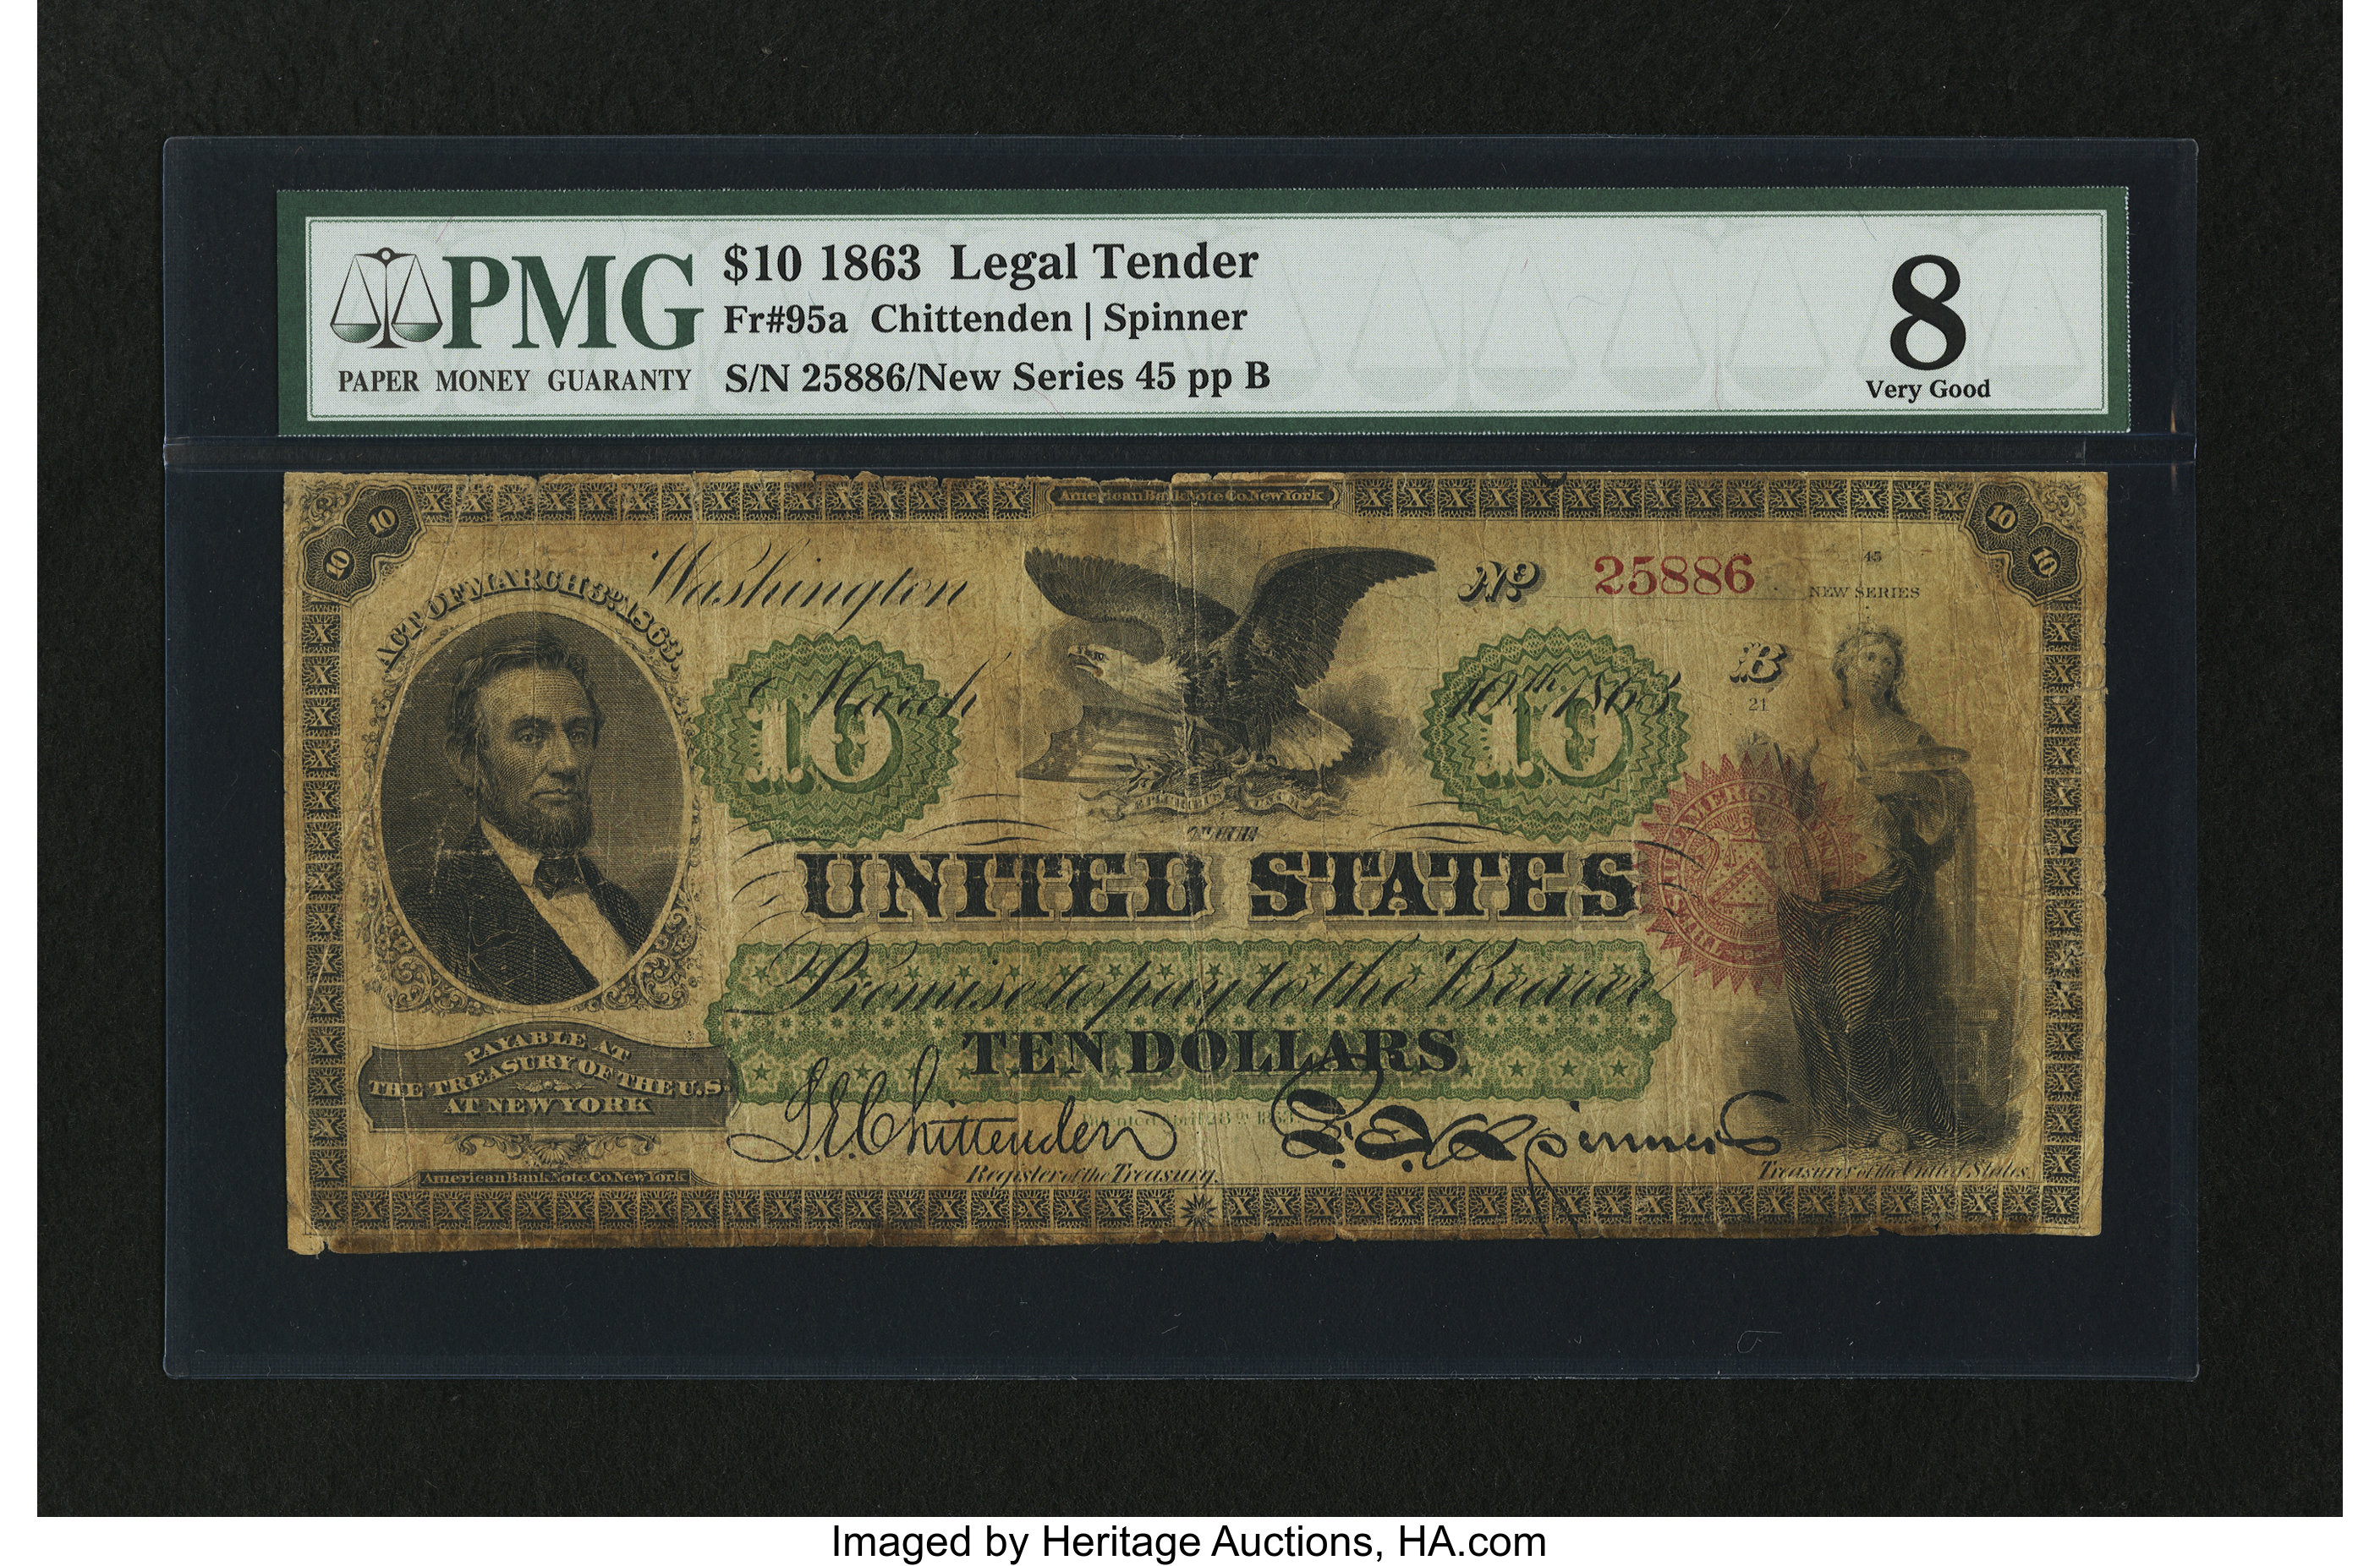 PMG
PAPER MONEY GUARANTY
$10 1863 Legal Tender
Fr#95a Chittenden | Spinner
S/N 25886/New Series 45 pp B
8
Very Good
American Bank Note Co. New York
10 10
10 10
ACT OF MARCH 3D 1863.
Washington
No 25886
45
NEW SERIES
March 10th 1863
10 10
B
21
THE
UNITED STATES
Promise to pay to the Bearer
TEN DOLLARS
PAYABLE AT
THE TREASURY OF THE U.S
AT NEW YORK
L.E. Chittenden
F. E. Spinner
Register of the Treasury.
Treasurer of the United States.
American Bank Note Co. New York
Imaged by Heritage Auctions, HA.com